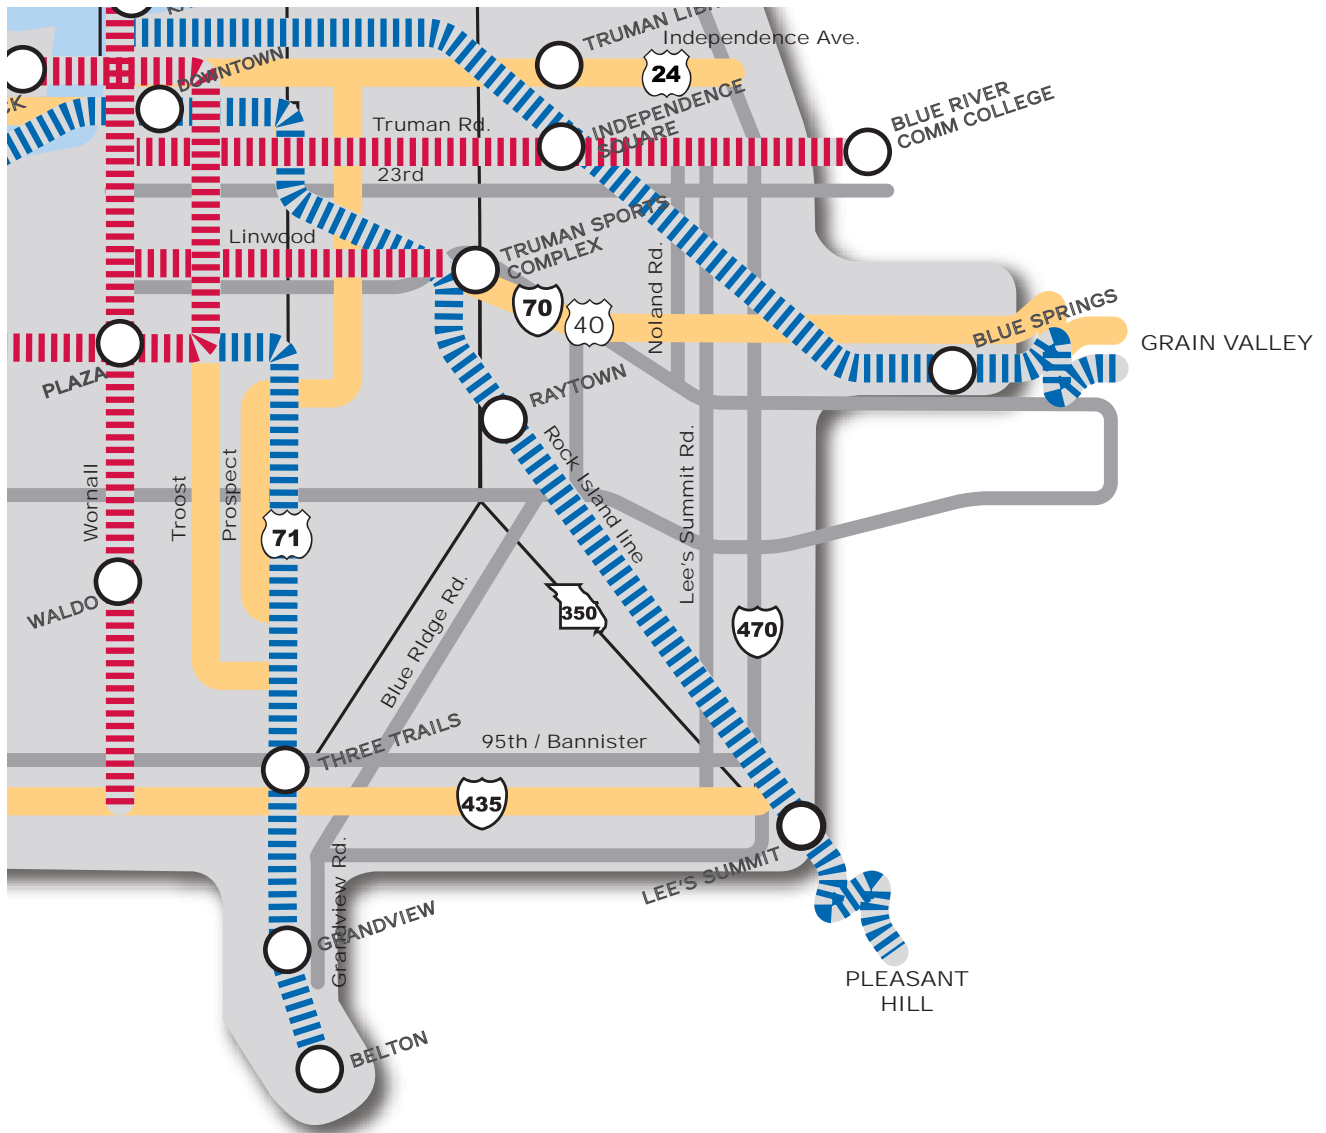 TRUMAN
Independence Ave.
24
DOWNTOWN
CK
BLUE RIVER
COMM COLLEGE
INDEPENDENCE
SQUARE
Truman Rd.
23rd
Linwood
TRUMAN SPORTS
COMPLEX
Noland Rd.
70
40
BLUE SPRINGS
GRAIN VALLEY
PLAZA
RAYTOWN
Wornall
Troost
Prospect
Rock Island line
Lee's Summit Rd.
71
WALDO
Blue RIdge Rd.
350
470
THREE TRAILS
95th / Bannister
435
Grandview Rd.
LEE'S SUMMIT
GRANDVIEW
PLEASANT
HILL
BELTON